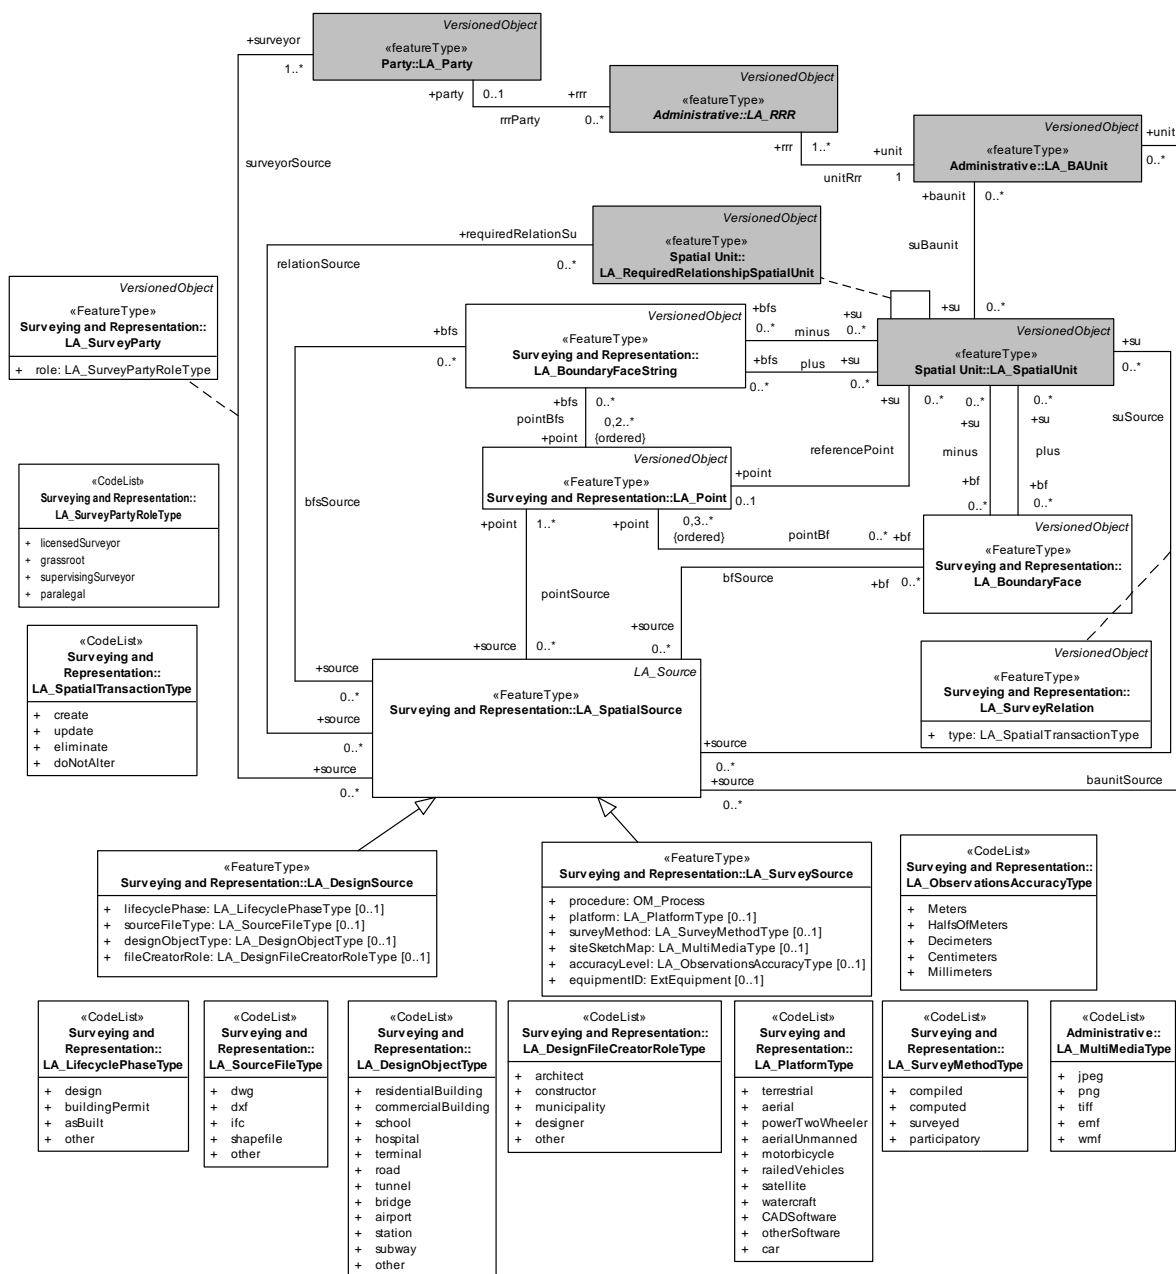 VersionedObject
«featureType»
Party::LA_Party
+surveyor
1..*
+party
0..1
+rrr
rrrParty
0..*
VersionedObject
«featureType»
Administrative::LA_RRR
+rrr
1..*
+unit
unitRrr
1
VersionedObject
«featureType»
Administrative::LA_BAUnit
+unit
0..*
+baunit
0..*
surveyorSource
suBaunit
0..*
+requiredRelationSu
relationSource
0..*
VersionedObject
«featureType»
Spatial Unit::
LA_RequiredRelationshipSpatialUnit
VersionedObject
«FeatureType»
Surveying and Representation::
LA_SurveyParty
+ role: LA_SurveyPartyRoleType
+bfs
0..*
VersionedObject
«FeatureType»
Surveying and Representation::
LA_BoundaryFaceString
+bfs
+su
0..*
minus
0..*
+bfs
plus
+su
0..*
0..*
+su
VersionedObject
«featureType»
Spatial Unit::LA_SpatialUnit
+su
0..*
suSource
+su
0..*
0..*
+su
0..*
+su
minus
plus
+bf
+bf
0..*
0..*
+bfs
0..*
pointBfs
0,2..*
+point
{ordered}
referencePoint
VersionedObject
«FeatureType»
Surveying and Representation::LA_Point
+point
0..1
+point
1..*
+point
0,3..*
{ordered}
pointBf
0..*
+bf
VersionedObject
«FeatureType»
Surveying and Representation::
LA_BoundaryFace
bfSource
+bf
0..*
«CodeList»
Surveying and Representation::
LA_SurveyPartyRoleType
+ licensedSurveyor
+ grassroot
+ supervisingSurveyor
+ paralegal
bfsSource
pointSource
+source
0..*
+source
0..*
«CodeList»
Surveying and
Representation::
LA_SpatialTransactionType
+ create
+ update
+ eliminate
+ doNotAlter
+source
0..*
+source
0..*
+source
0..*
LA_Source
«FeatureType»
Surveying and Representation::LA_SpatialSource
VersionedObject
«FeatureType»
Surveying and Representation::
LA_SurveyRelation
+ type: LA_SpatialTransactionType
+source
0..*
+source
0..*
baunitSource
«FeatureType»
Surveying and Representation::LA_DesignSource
+ lifecyclePhase: LA_LifecyclePhaseType [0..1]
+ sourceFileType: LA_SourceFileType [0..1]
+ designObjectType: LA_DesignObjectType [0..1]
+ fileCreatorRole: LA_DesignFileCreatorRoleType [0..1]
«FeatureType»
Surveying and Representation::LA_SurveySource
+ procedure: OM_Process
+ platform: LA_PlatformType [0..1]
+ surveyMethod: LA_SurveyMethodType [0..1]
+ siteSketchMap: LA_MultiMediaType [0..1]
+ accuracyLevel: LA_ObservationsAccuracyType [0..1]
+ equipmentID: ExtEquipment [0..1]
«CodeList»
Surveying and Representation::
LA_ObservationsAccuracyType
+ Meters
+ HalfsOfMeters
+ Decimeters
+ Centimeters
+ Millimeters
«CodeList»
Surveying and
Representation::
LA_LifecyclePhaseType
+ design
+ buildingPermit
+ asBuilt
+ other
«CodeList»
Surveying and
Representation::
LA_SourceFileType
+ dwg
+ dxf
+ ifc
+ shapefile
+ other
«CodeList»
Surveying and
Representation::
LA_DesignObjectType
+ residentialBuilding
+ commercialBuilding
+ school
+ hospital
+ terminal
+ road
+ tunnel
+ bridge
+ airport
+ station
+ subway
+ other
«CodeList»
Surveying and Representation::
LA_DesignFileCreatorRoleType
+ architect
+ constructor
+ municipality
+ designer
+ other
«CodeList»
Surveying and
Representation::
LA_PlatformType
+ terrestrial
+ aerial
+ powerTwoWheeler
+ aerialUnmanned
+ motorbicycle
+ railedVehicles
+ satellite
+ watercraft
+ CADSoftware
+ otherSoftware
+ car
«CodeList»
Surveying and
Representation::
LA_SurveyMethodType
+ compiled
+ computed
+ surveyed
+ participatory
«CodeList»
Administrative::
LA_MultiMediaType
+ jpeg
+ png
+ tiff
+ emf
+ wmf